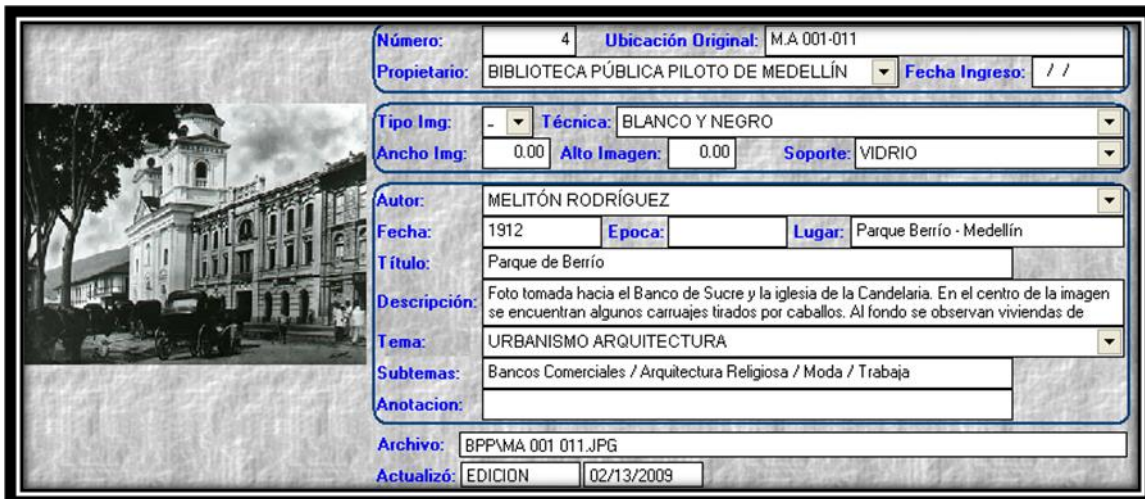 Número: 4 Ubicación Original: M.A 001-011
Propietario: BIBLIOTECA PÚBLICA PILOTO DE MEDELLÍN Fecha Ingreso: / /
Tipo Img: - Técnica: BLANCO Y NEGRO
Ancho Img: 0.00 Alto Imagen: 0.00 Soporte: VIDRIO
Autor: MELITÓN RODRÍGUEZ
Fecha: 1912 Epoca: Lugar: Parque Berrío - Medellín
Título: Parque de Berrío
Descripción: Foto tomada hacia el Banco de Sucre y la iglesia de la Candelaria. En el centro de la imagen
se encuentran algunos carruajes tirados por caballos. Al fondo se observan viviendas de
Tema: URBANISMO ARQUITECTURA
Subtemas: Bancos Comerciales / Arquitectura Religiosa / Moda / Trabaja
Anotacion:
Archivo: BPP\MA 001 011.JPG
Actualizó: EDICION 02/13/2009